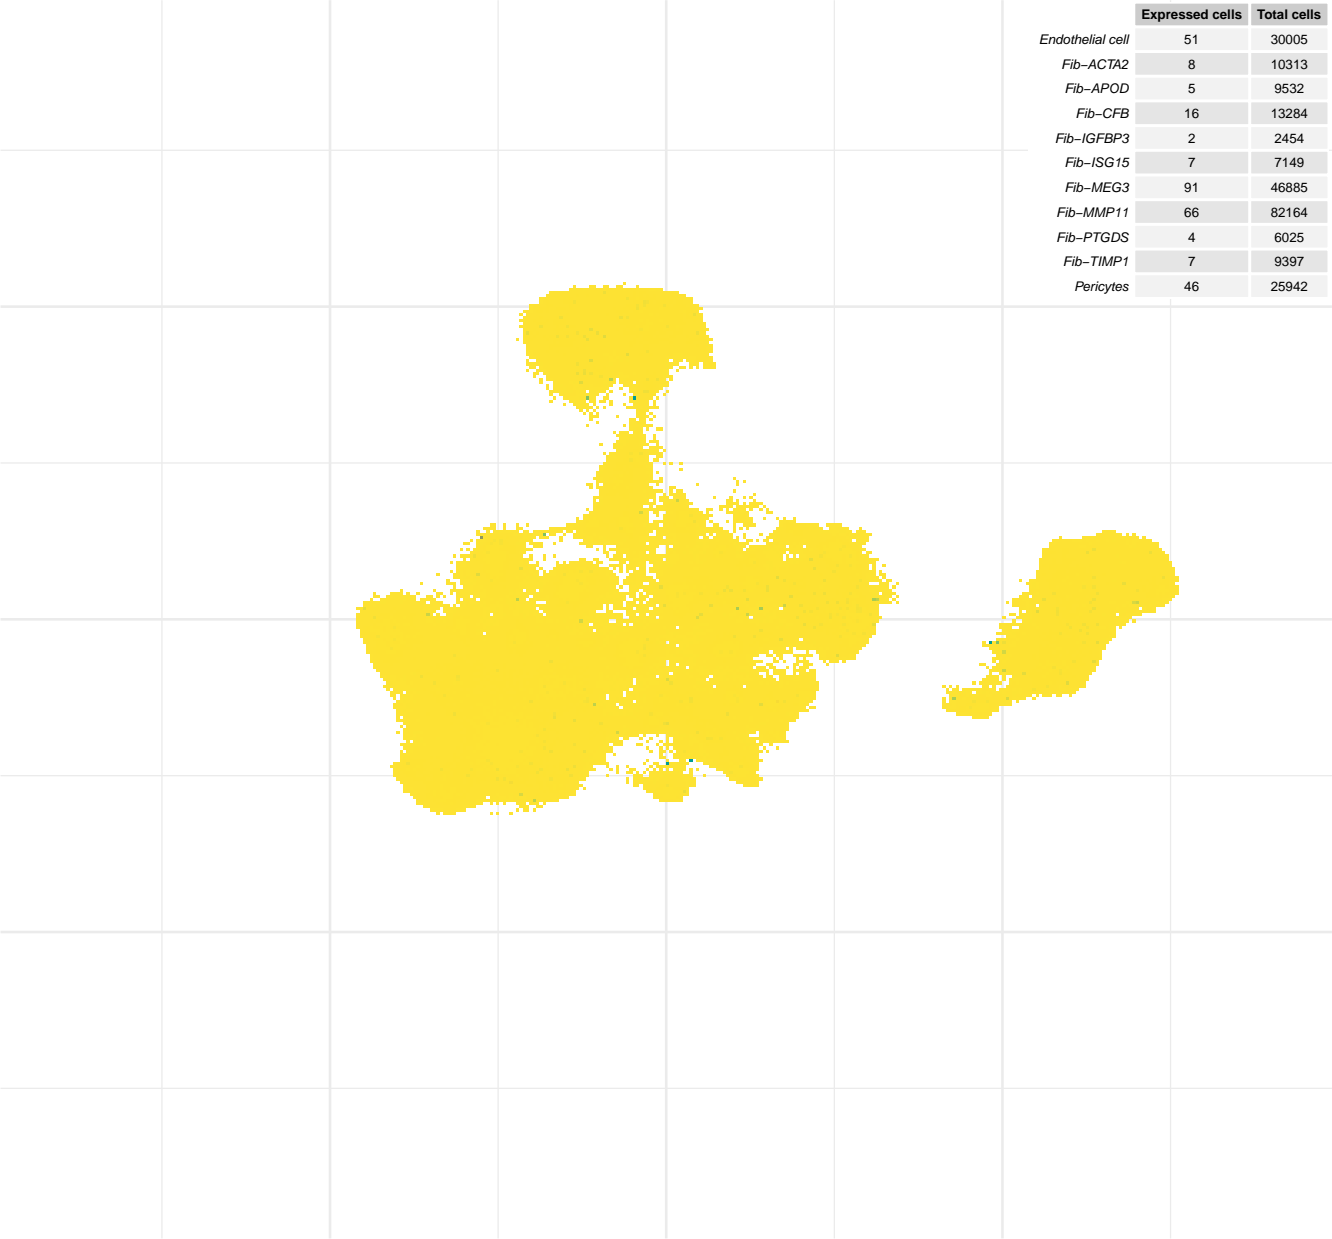 Expressed cells Total cells
Endothelial cell 51 30005
Fib−ACTA2 8 10313
Fib−APOD 5 9532
Fib−CFB 16 13284
Fib−IGFBP3 2 2454
Fib−ISG15 7 7149
Fib−MEG3 91 46885
Fib−MMP11 66 82164
Fib−PTGDS 4 6025
Fib−TIMP1 7 9397
Pericytes 46 25942